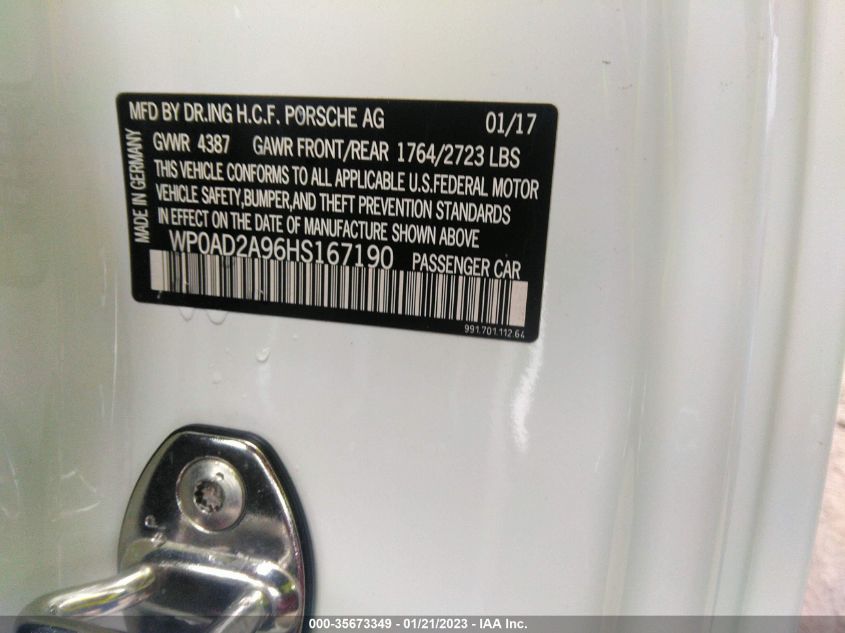 MFD BY DR.ING H.C.F. PORSCHE AG 01/17
GVWR 4387 GAWR FRONT/REAR 1764/2723 LBS
THIS VEHICLE CONFORMS TO ALL APPLICABLE U.S.FEDERAL MOTOR
VEHICLE SAFETY,BUMPER,AND THEFT PREVENTION STANDARDS
IN EFFECT ON THE DATE OF MANUFACTURE SHOWN ABOVE
WP0AD2A96HS167190 PASSENGER CAR
991.701.112.64
MADE IN GERMANY
000-35673349 - 01/21/2023 - IAA Inc.